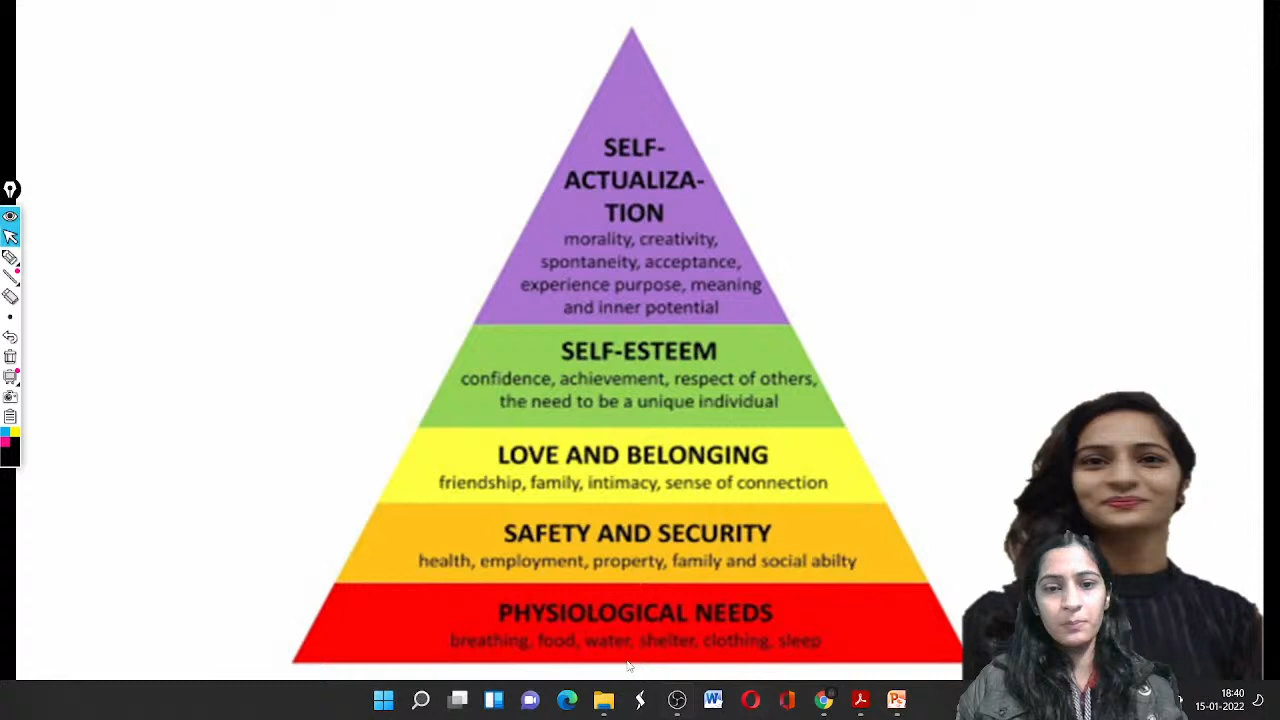 SELF-
ACTUALIZA-
TION
morality, creativity,
spontaneity, acceptance,
experience purpose, meaning
and inner potential
SELF-ESTEEM
confidence, achievement, respect of others,
the need to be a unique individual
LOVE AND BELONGING
friendship, family, intimacy, sense of connection
SAFETY AND SECURITY
health, employment, property, family and social abilty
PHYSIOLOGICAL NEEDS
breathing, food, water, shelter, clothing, sleep
18:40
15-01-2022